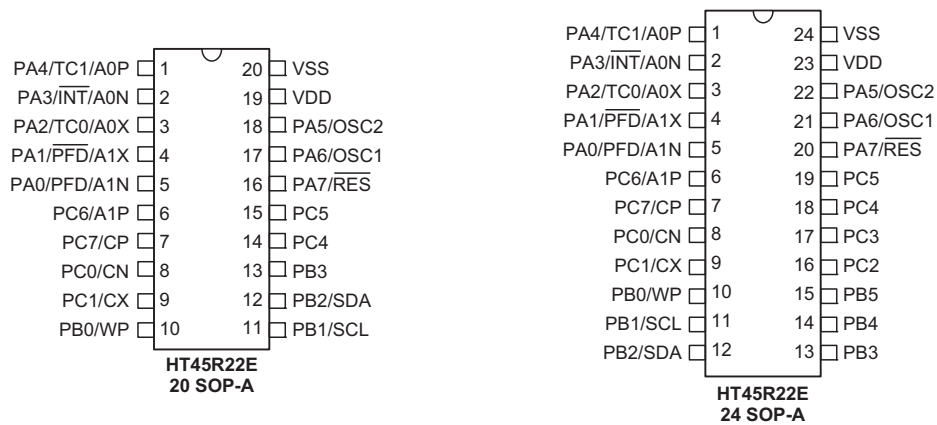 PA4/TC1/A0P 1 20 VSS
PA3/INT/A0N 2 19 VDD
PA2/TC0/A0X 3 18 PA5/OSC2
PA1/PFD/A1X 4 17 PA6/OSC1
PA0/PFD/A1N 5 16 PA7/RES
PC6/A1P 6 15 PC5
PC7/CP 7 14 PC4
PC0/CN 8 13 PB3
PC1/CX 9 12 PB2/SDA
PB0/WP 10 11 PB1/SCL
HT45R22E
20 SOP-A
PA4/TC1/A0P 1 24 VSS
PA3/INT/A0N 2 23 VDD
PA2/TC0/A0X 3 22 PA5/OSC2
PA1/PFD/A1X 4 21 PA6/OSC1
PA0/PFD/A1N 5 20 PA7/RES
PC6/A1P 6 19 PC5
PC7/CP 7 18 PC4
PC0/CN 8 17 PC3
PC1/CX 9 16 PC2
PB0/WP 10 15 PB5
PB1/SCL 11 14 PB4
PB2/SDA 12 13 PB3
HT45R22E
24 SOP-A